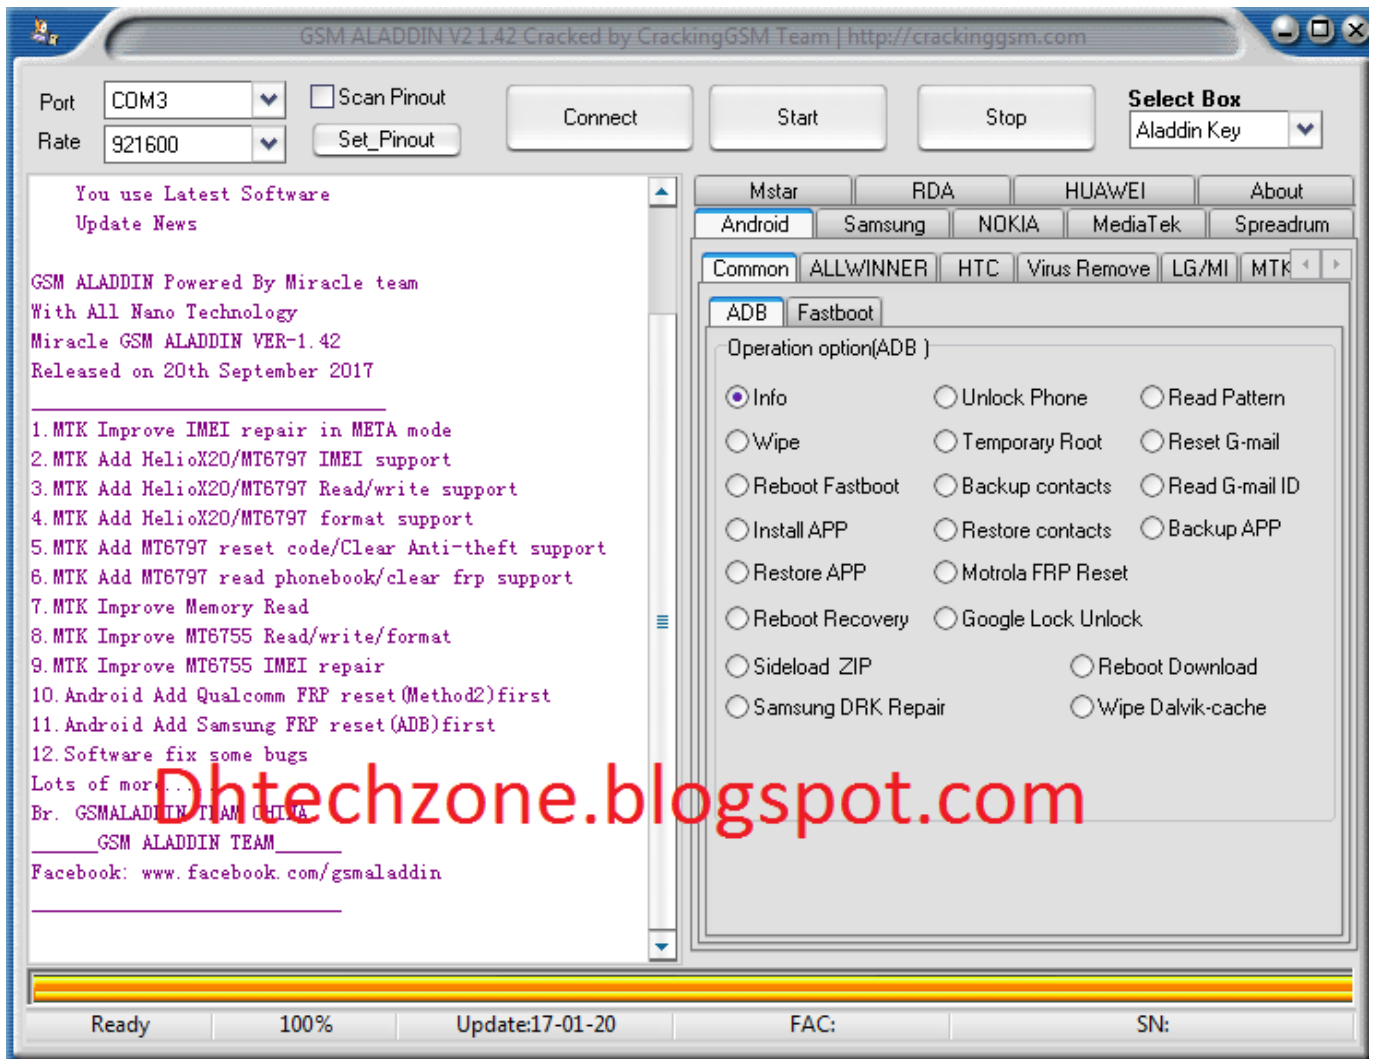 GSM ALADDIN V2 1.42 Cracked by CrackingGSM Team | http://crackinggsm.com
Port
COM3
Scan Pinout
Rate
921600
Set_Pinout
Connect
Start
Stop
Select Box
Aladdin Key
You use Latest Software
Update News
GSM ALADDIN Powered By Miracle team
With All Nano Technology
Miracle GSM ALADDIN VER-1.42
Released on 20th September 2017
1.MTK Improve IMEI repair in META mode
2.MTK Add HelioX20/MT6797 IMEI support
3.MTK Add HelioX20/MT6797 Read/write support
4.MTK Add HelioX20/MT6797 format support
5.MTK Add MT6797 reset code/Clear Anti-theft support
6.MTK Add MT6797 read phonebook/clear frp support
7.MTK Improve Memory Read
8.MTK Improve MT6755 Read/write/format
9.MTK Improve MT6755 IMEI repair
10.Android Add Qualcomm FRP reset(Method2)first
11.Android Add Samsung FRP reset(ADB)first
12.Software fix some bugs
Lots of more.....
Br. GSMALADDIN TEAM CHINA
______GSM ALADDIN TEAM______
Facebook: www.facebook.com/gsmaladdin
Mstar RDA HUAWEI About
Android Samsung NOKIA MediaTek Spreadrum
Common ALLWINNER HTC Virus Remove LG/MI MTK
ADB Fastboot
Operation option(ADB )
Info Unlock Phone Read Pattern
Wipe Temporary Root Reset G-mail
Reboot Fastboot Backup contacts Read G-mail ID
Install APP Restore contacts Backup APP
Restore APP Motrola FRP Reset
Reboot Recovery Google Lock Unlock
Sideload ZIP Reboot Download
Samsung DRK Repair Wipe Dalvik-cache
Dhtechzone.blogspot.com
Ready 100% Update:17-01-20 FAC: SN: